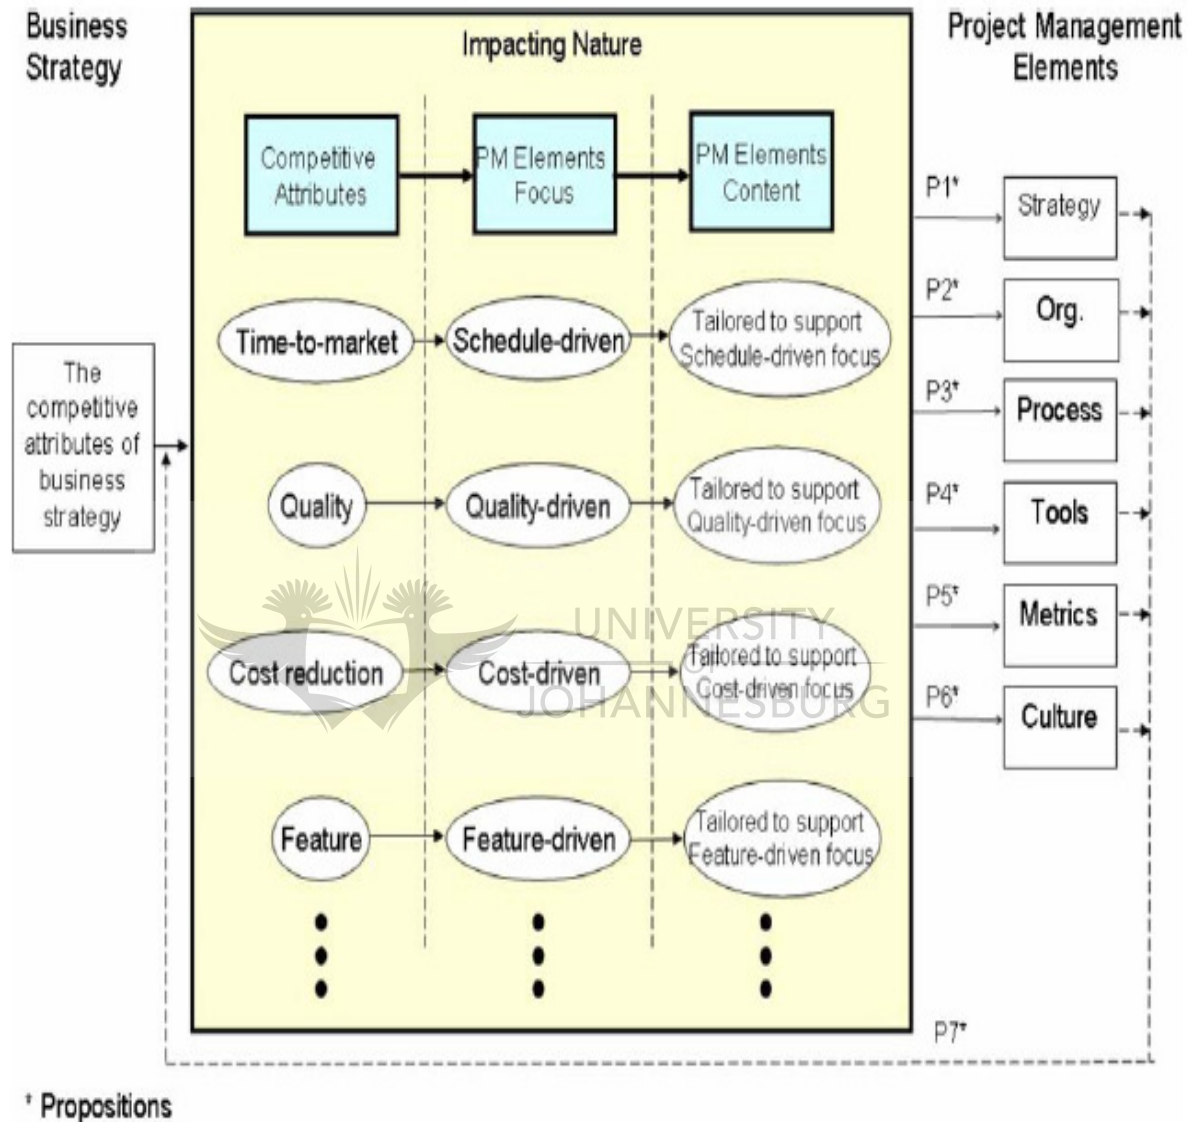 Business
Strategy
Impacting Nature
Project Management
Elements
Competitive
Attributes
PM Elements
Focus
PM Elements
Content
Time-to-market
Schedule-driven
Tailored to support
Schedule-driven focus
Quality
Quality-driven
Tailored to support
Quality-driven focus
Cost reduction
Cost-driven
Tailored to support
Cost-driven focus
Feature
Feature-driven
Tailored to support
Feature-driven focus
The
competitive
attributes of
business
strategy
P1*
Strategy
P2*
Org.
P3*
Process
P4*
Tools
P5*
Metrics
P6*
Culture
P7*
UNIVERSITY
OF
JOHANNESBURG
* Propositions